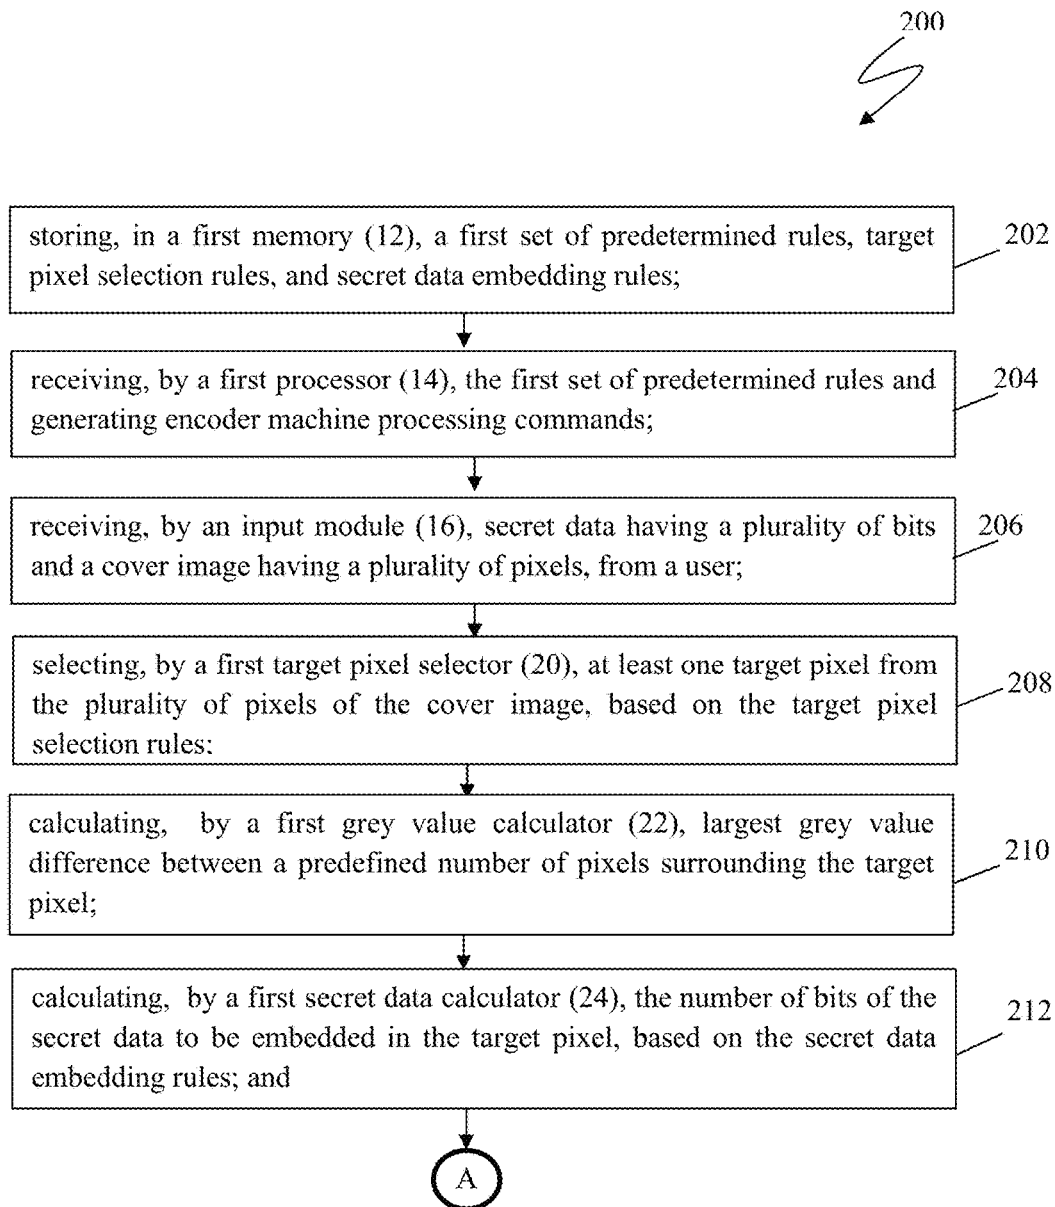 200
storing, in a first memory (12), a first set of predetermined rules, target
pixel selection rules, and secret data embedding rules;
202
receiving, by a first processor (14), the first set of predetermined rules and
generating encoder machine processing commands;
204
receiving, by an input module (16), secret data having a plurality of bits
and a cover image having a plurality of pixels, from a user;
206
selecting, by a first target pixel selector (20), at least one target pixel from
the plurality of pixels of the cover image, based on the target pixel
selection rules:
208
calculating, by a first grey value calculator (22), largest grey value
difference between a predefined number of pixels surrounding the target
pixel;
210
calculating, by a first secret data calculator (24), the number of bits of the
secret data to be embedded in the target pixel, based on the secret data
embedding rules; and
212
A